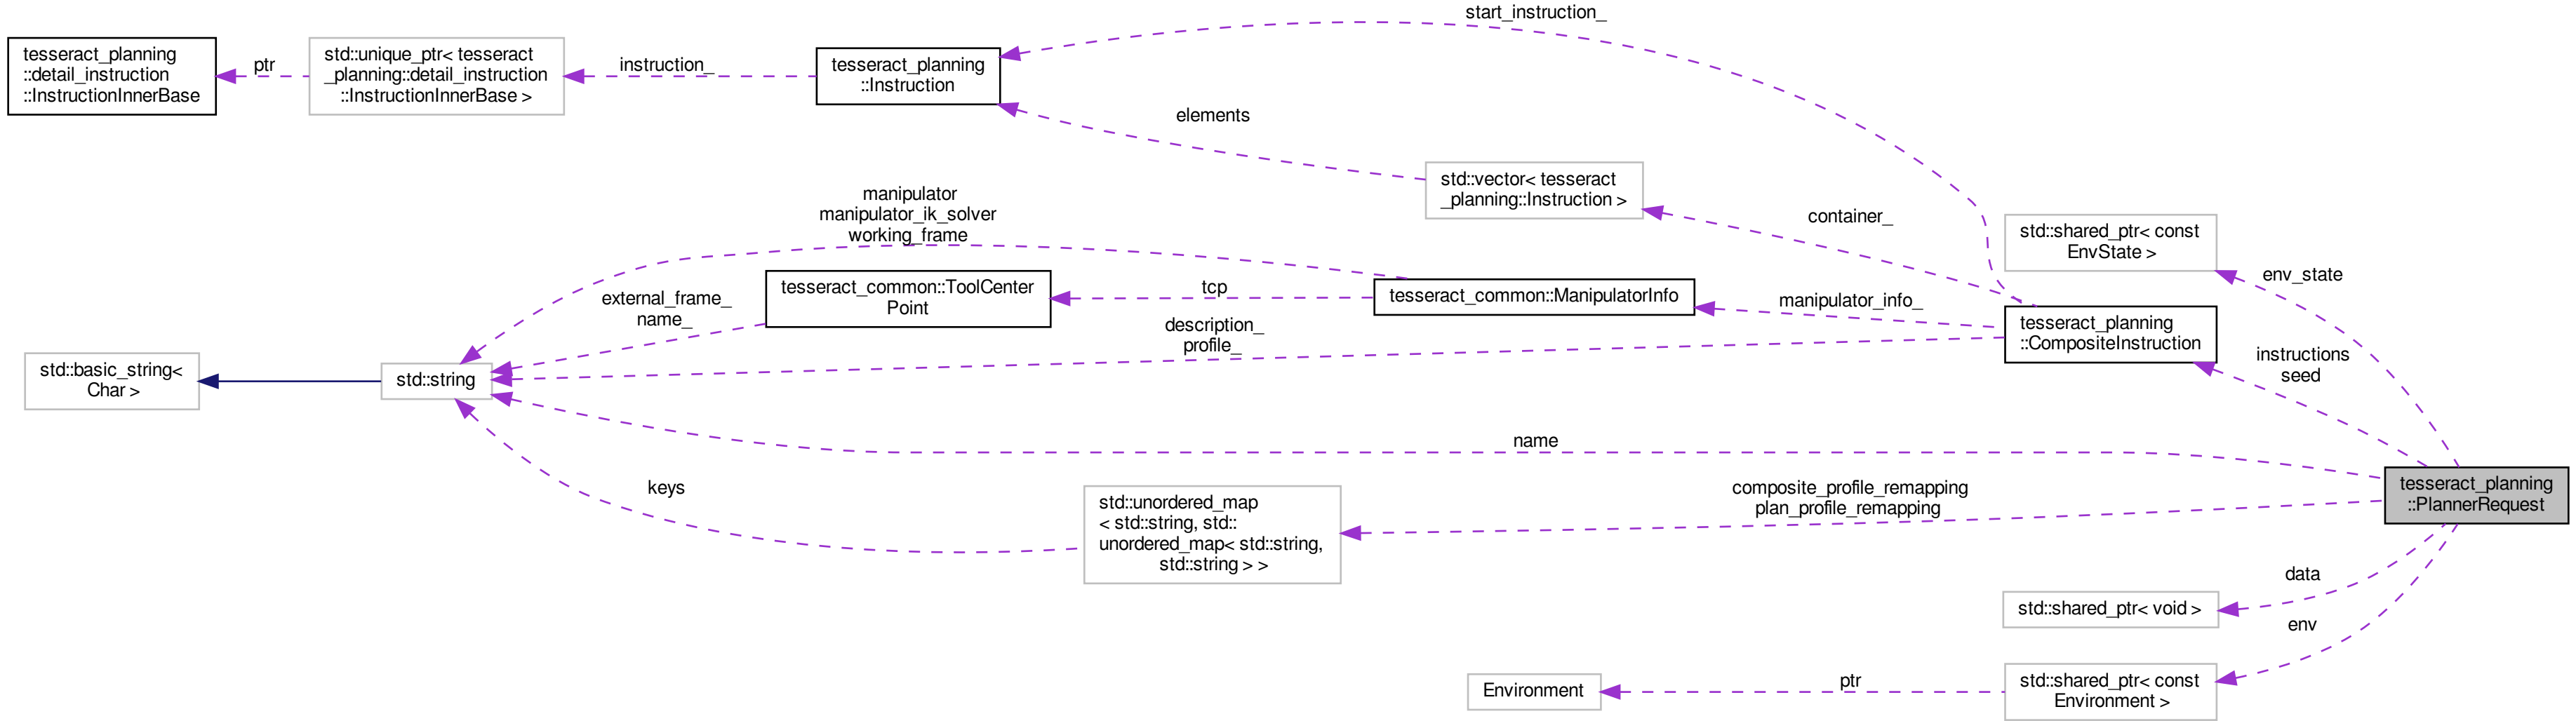 start_instruction_
tesseract_planning
::detail_instruction
::InstructionInnerBase
ptr
std::unique_ptr< tesseract
_planning::detail_instruction
::InstructionInnerBase >
instruction_
tesseract_planning
::Instruction
elements
std::vector< tesseract
_planning::Instruction >
manipulator
manipulator_ik_solver
working_frame
container_
std::shared_ptr< const
EnvState >
env_state
external_frame_
name_
tesseract_common::ToolCenter
Point
tcp
tesseract_common::ManipulatorInfo
manipulator_info_
tesseract_planning
::CompositeInstruction
description_
profile_
instructions
seed
std::basic_string<
Char >
std::string
name
keys
std::unordered_map
< std::string, std::
unordered_map< std::string,
std::string > >
composite_profile_remapping
plan_profile_remapping
tesseract_planning
::PlannerRequest
data
std::shared_ptr< void >
env
Environment
ptr
std::shared_ptr< const
Environment >